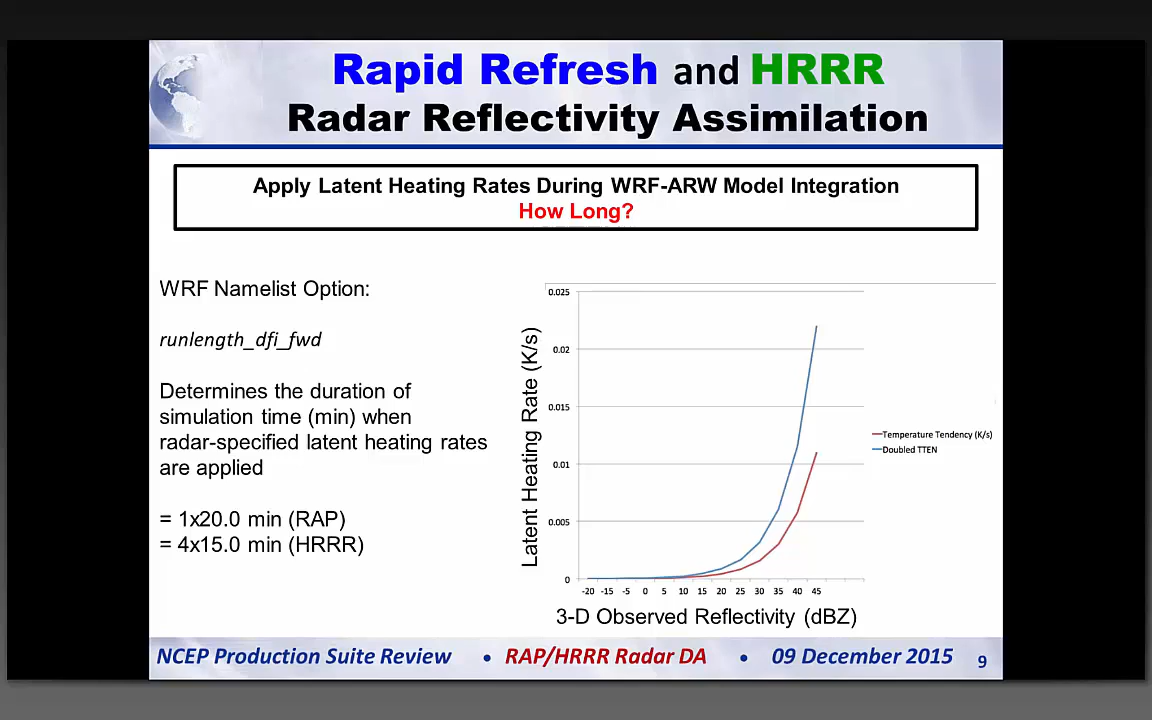 Rapid Refresh and HRRR
Radar Reflectivity Assimilation
Apply Latent Heating Rates During WRF-ARW Model Integration
How Long?
WRF Namelist Option:
runlength_dfi_fwd
Determines the duration of
simulation time (min) when
radar-specified latent heating rates
are applied
= 1x20.0 min (RAP)
= 4x15.0 min (HRRR)
Latent Heating Rate (K/s)
0.025
0.02
0.015
0.01
0.005
0
-20 -15 -5 0 5 10 15 20 25 30 35 40 45
3-D Observed Reflectivity (dBZ)
Temperature Tendency (K/s)
Doubled TTEN
NCEP Production Suite Review • RAP/HRRR Radar DA • 09 December 2015 9